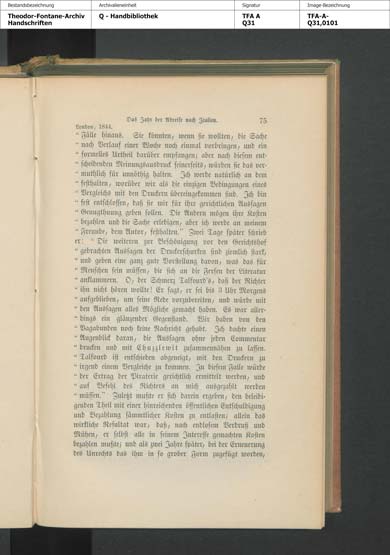 Bestandsbezeichnung
Theodor-Fontane-Archiv
Handschriften
Archivalieneinheit
Q - Handbibliothek
Signatur
TFA A
Q31
Image-Bezeichnung
TFA-A-
Q31,0101
Das Jahr der Abreise nach Italien. 75
London, 1844.
"Fälle hinaus. Sie könnten, wenn sie wollten, die Sache
"nach Verlauf einer Woche noch einmal vorbringen, und ein
"formelles Urtheil darüber empfangen; aber nach diesem ent-
"scheidenden Meinungsausdruck seinerseits, würden sie das ver-
"muthlich für unnöthig halten. Ich werde natürlich an dem
"festhalten, worüber wir als die einzigen Bedingungen eines
"Vergleichs mit den Druckern übereingekommen sind. Ich bin
"fest entschlossen, daß sie mir für ihre gerichtlichen Aussagen
"Genugthuung geben sollen. Die Andern mögen ihre Kosten
"bezahlen und die Sache erledigen, aber ich werde an meinem
"Freunde, dem Autor, festhalten." Zwei Tage später schrieb
er: "Die weiteren zur Beschönigung vor den Gerichtshof
"gebrachten Aussagen der Druckerschurken sind ziemlich stark,
"und geben eine ganz gute Vorstellung davon, was das für
"Menschen sein müssen, die sich an die Fersen der Literatur
"anklammern. O, der Schmerz Talfourd's, daß der Richter
"ihn nicht hören wollte! Er sagt, er sei bis 3 Uhr Morgens
"aufgeblieben, um seine Rede vorzubereiten, und würde mit
"den Aussagen alles Mögliche gemacht haben. Es war aller-
"dings ein glänzender Gegenstand. Wir haben von den
"Vagabunden noch keine Nachricht gehabt. Ich dachte einen
"Augenblick daran, die Aussagen ohne jeden Commentar
"drucken und mit Chuzzlewit zusammennähen zu lassen.
"Talfourd ist entschieden abgeneigt, mit den Druckern zu
"irgend einem Vergleiche zu kommen. In diesem Falle würde
"der Ertrag der Piraterie gerichtlich ermittelt werden, und
"auf Befehl des Richters an mich ausgezahlt werden
"müssen." Zuletzt mußte er sich darein ergeben, den beleidi-
genden Theil mit einer hinreichenden öffentlichen Entschuldigung
und Bezahlung sämmtlicher Kosten zu entlasten; allein das
wirkliche Resultat war, daß, nach endlosem Verdruß und
Mühen, er selbst alle in seinem Interesse gemachten Kosten
bezahlen mußte; und als zwei Jahre später, bei der Erneuerung
des Unrechts das ihm in so grober Form zugefügt worden,